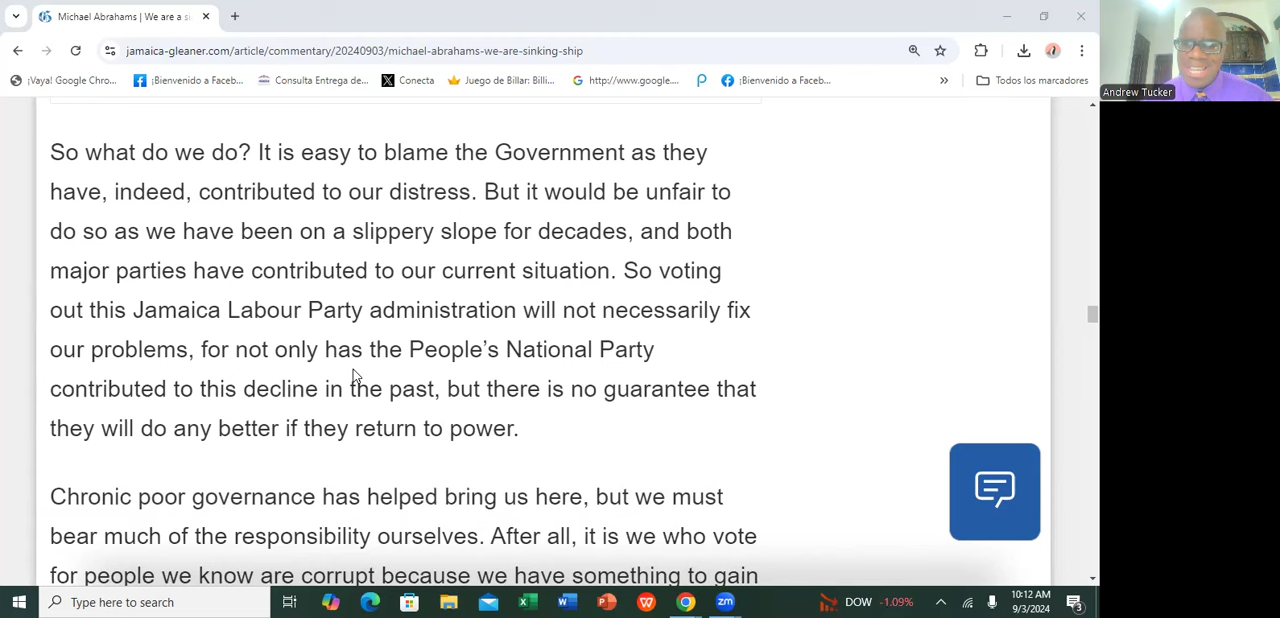 Michael Abrahams | We are a si
jamaica-gleaner.com/article/commentary/20240903/michael-abrahams-we-are-sinking-ship
¡Vaya! Google Chro...
¡Bienvenido a Faceb...
Consulta Entrega de...
Conecta
Juego de Billar: Billi...
http://www.google....
¡Bienvenido a Faceb...
»
Todos los marcadores
Andrew Tucker
So what do we do? It is easy to blame the Government as they
have, indeed, contributed to our distress. But it would be unfair to
do so as we have been on a slippery slope for decades, and both
major parties have contributed to our current situation. So voting
out this Jamaica Labour Party administration will not necessarily fix
our problems, for not only has the People’s National Party
contributed to this decline in the past, but there is no guarantee that
they will do any better if they return to power.
Chronic poor governance has helped bring us here, but we must
bear much of the responsibility ourselves. After all, it is we who vote
for people we know are corrupt because we have something to gain
Type here to search
DOW -1.09%
10:12 AM
9/3/2024
3